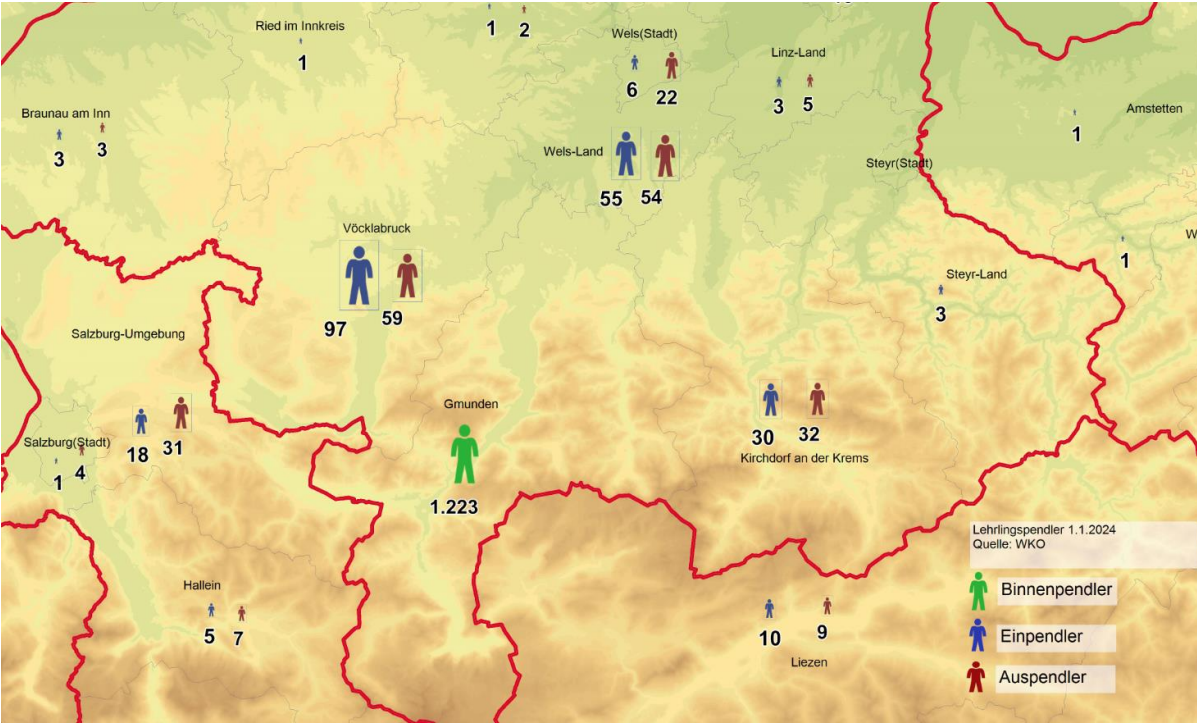 Ried im Innkreis
1
1 2
Wels(Stadt)
6 22
Linz-Land
3 5
Braunau am Inn
3 3
Amstetten
1
Wels-Land
55 54
Steyr(Stadt)
Vöcklabruck
97 59
W
1
Steyr-Land
3
Salzburg-Umgebung
18 31
Gmunden
1.223
30 32
Kirchdorf an der Krems
Salzburg(Stadt)
1 4
Lehrlingspendler 1.1.2024
Quelle: WKO
Binnenpendler
Einpendler
Auspendler
Hallein
5 7
10 9
Liezen